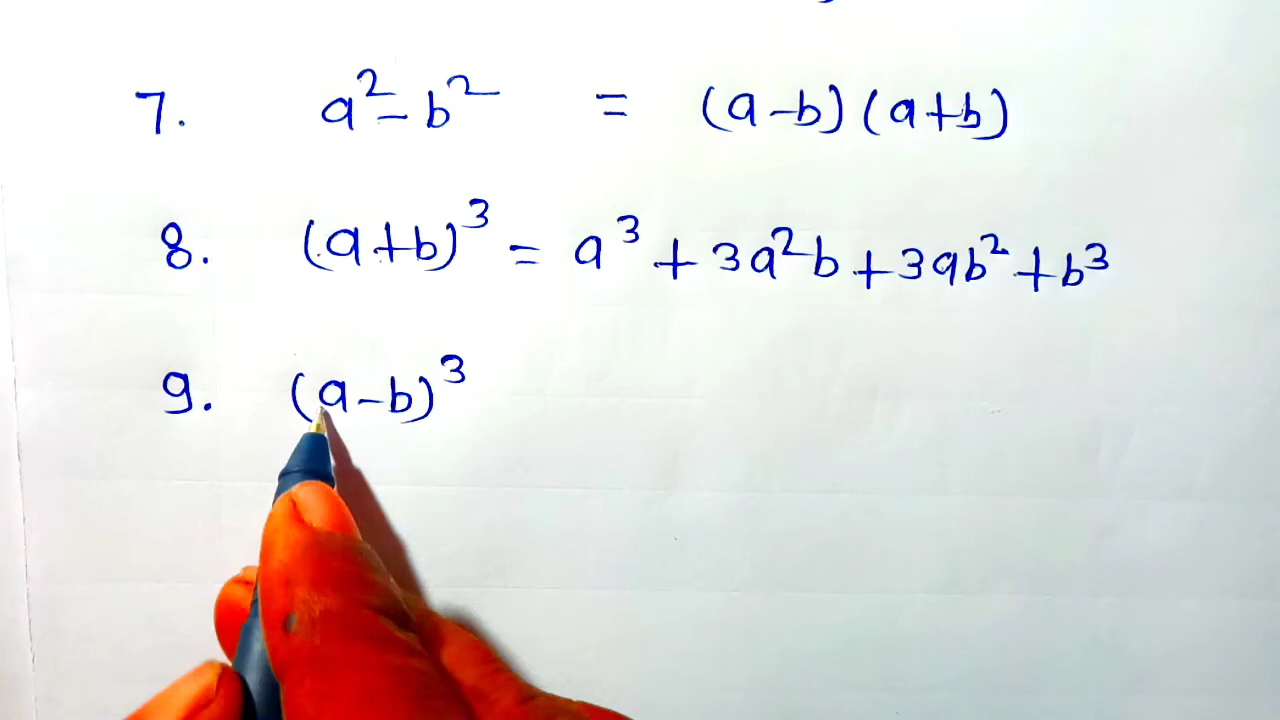 7. a² - b² = (a-b)(a+b)
8. (a+b)³ = a³ + 3a²b + 3ab² + b³
9. (a-b)³